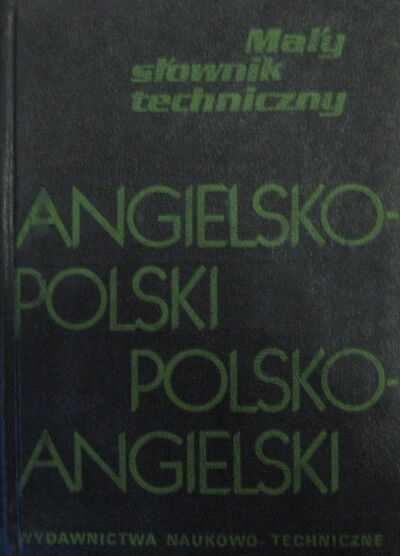 Mały
słownik
techniczny
ANGIELSKO-
POLSKI
POLSKO-
ANGIELSKI
WYDAWNICTWA NAUKOWO-TECHNICZNE